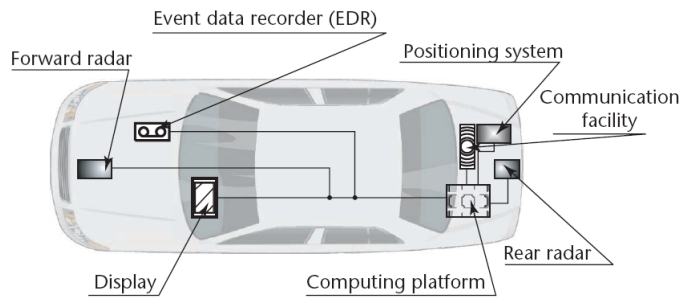 Event data recorder (EDR)
Forward radar
Positioning system
Communication
facility
Rear radar
Display
Computing platform